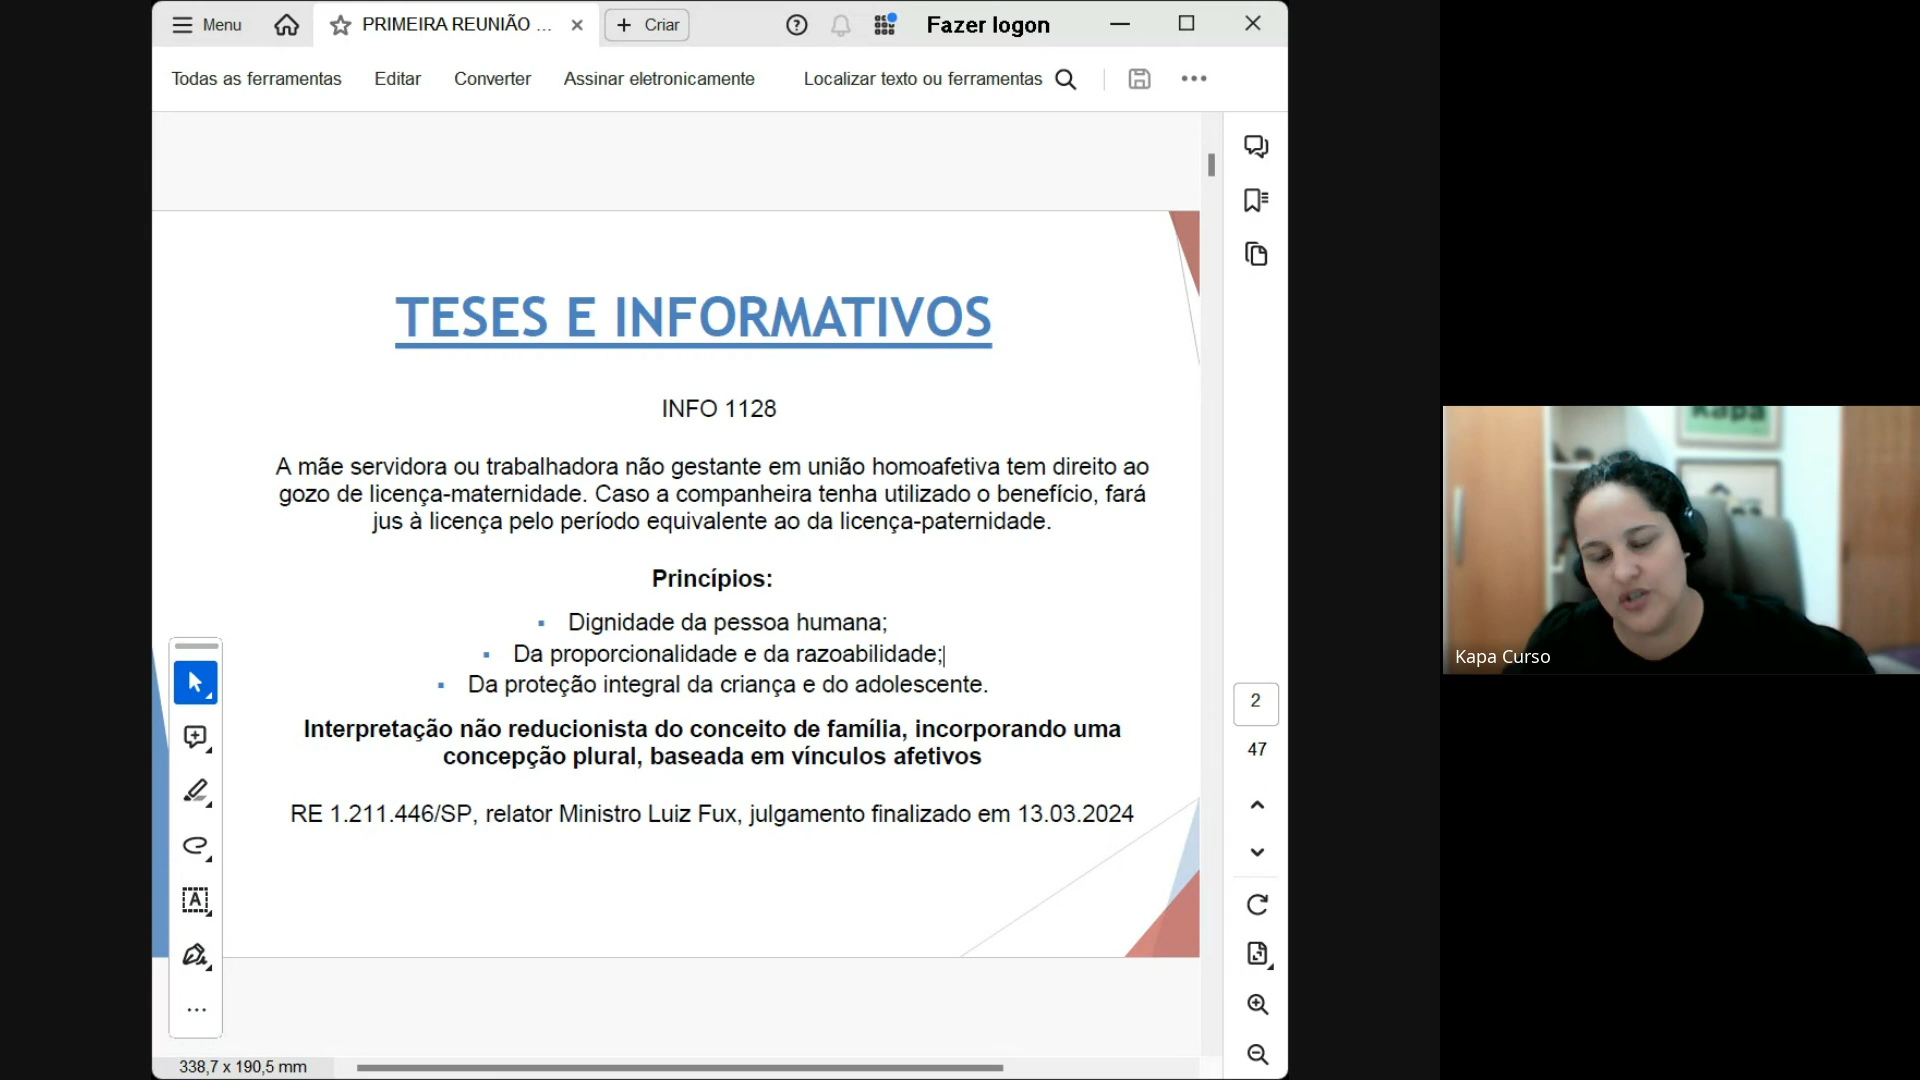 Menu
PRIMEIRA REUNIÃO ...
Criar
Fazer logon
Todas as ferramentas
Editar
Converter
Assinar eletronicamente
Localizar texto ou ferramentas
TESES E INFORMATIVOS
INFO 1128
A mãe servidora ou trabalhadora não gestante em união homoafetiva tem direito ao
gozo de licença-maternidade. Caso a companheira tenha utilizado o benefício, fará
jus à licença pelo período equivalente ao da licença-paternidade.
Princípios:
▪ Dignidade da pessoa humana;
▪ Da proporcionalidade e da razoabilidade;
▪ Da proteção integral da criança e do adolescente.
Interpretação não reducionista do conceito de família, incorporando uma
concepção plural, baseada em vínculos afetivos
RE 1.211.446/SP, relator Ministro Luiz Fux, julgamento finalizado em 13.03.2024
2
47
338,7 x 190,5 mm
Kapa
Kapa Curso